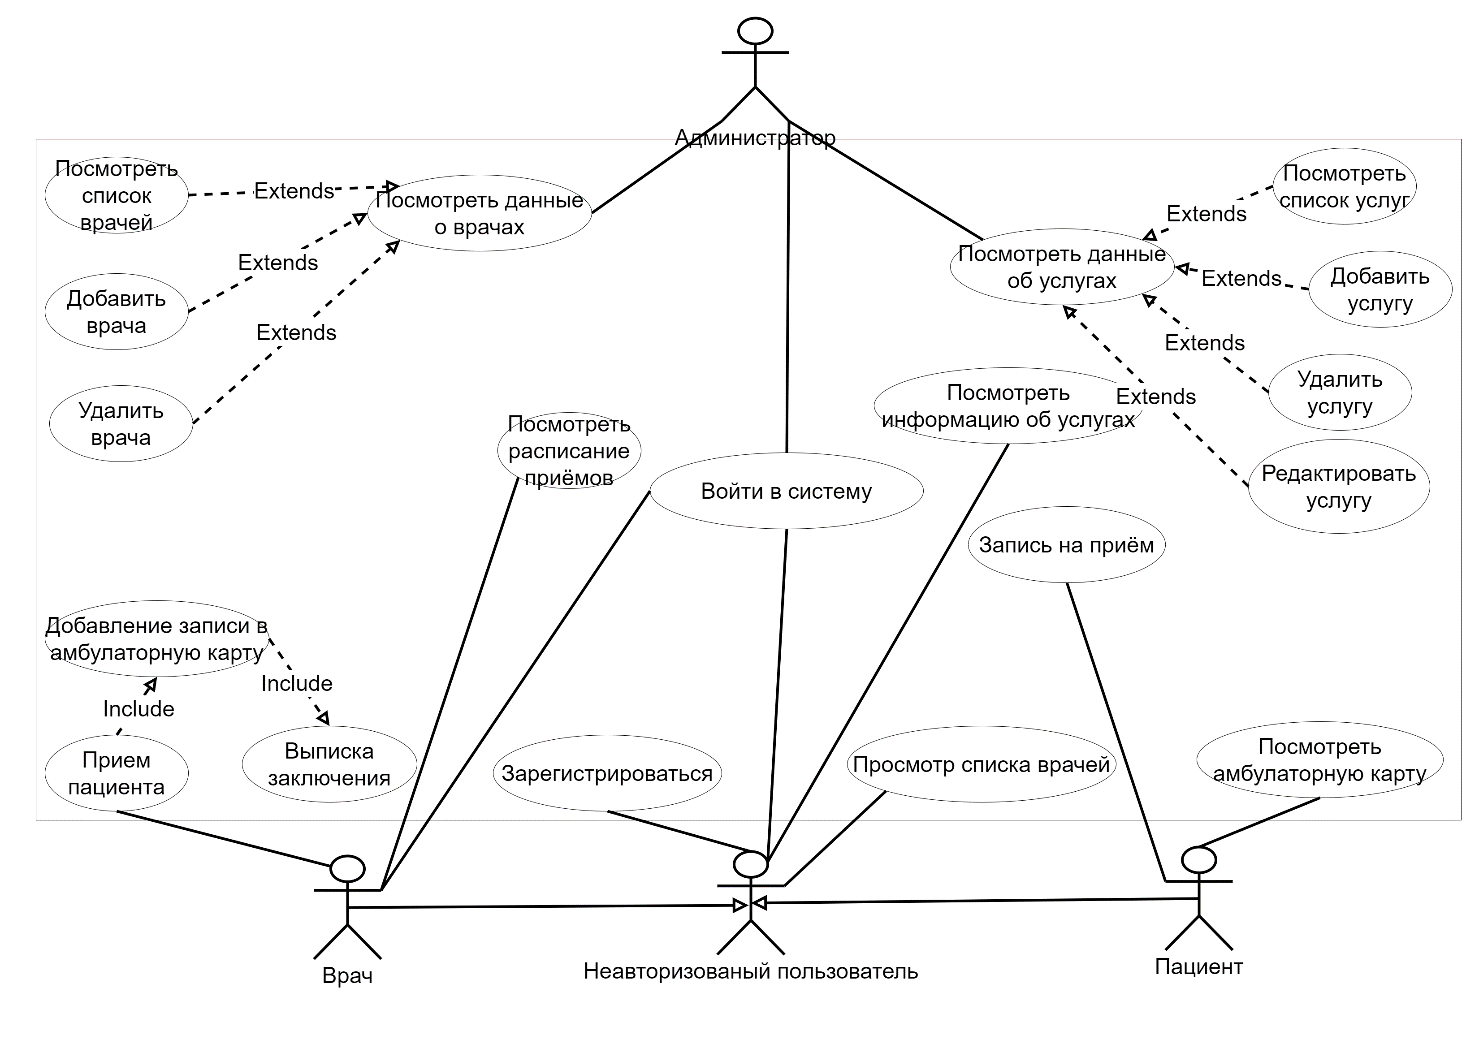 Администратор
Посмотреть
список
врачей
Extends
Посмотреть данные
о врачах
Extends
Добавить
врача
Extends
Удалить
врача
Посмотреть
список услуг
Extends
Посмотреть данные
об услугах
Extends
Добавить
услугу
Extends
Удалить
услугу
Extends
Редактировать
услугу
Посмотреть
информацию об услугах
Посмотреть
расписание
приёмов
Войти в систему
Запись на приём
Добавление записи в
амбулаторную карту
Include
Include
Прием
пациента
Выписка
заключения
Зарегистрироваться
Просмотр списка врачей
Посмотреть
амбулаторную карту
Врач
Неавторизованый пользователь
Пациент